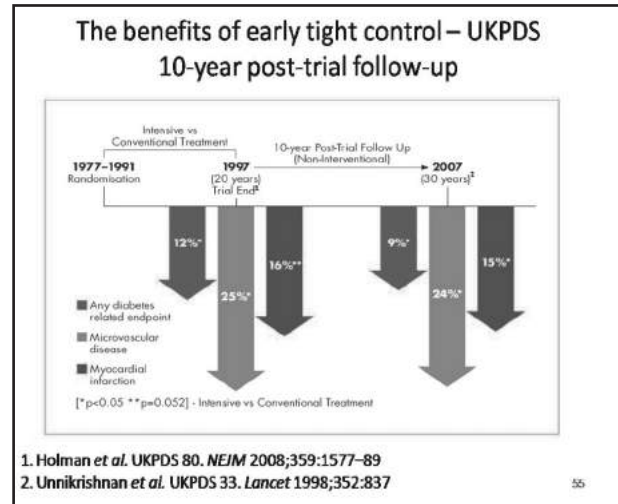 The benefits of early tight control – UKPDS
10-year post-trial follow-up
Intensive vs
Conventional Treatment
10-year Post-Trial Follow Up
(Non-Interventional)
1977–1991
Randomisation
1997
(20 years)
Trial End²
2007
(30 years)²
12%*
25%*
16%**
9%*
24%*
15%*
Any diabetes
related endpoint
Microvascular
disease
Myocardial
infarction
[*p<0.05 **p=0.052] - Intensive vs Conventional Treatment
1. Holman et al. UKPDS 80. NEJM 2008;359:1577–89
2. Unnikrishnan et al. UKPDS 33. Lancet 1998;352:837
55